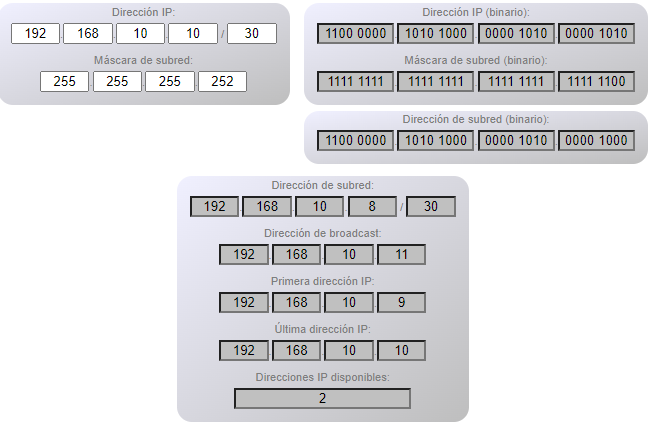 Dirección IP:
192 . 168 . 10 . 10 / 30
Máscara de subred:
255 . 255 . 255 . 252
Dirección IP (binario):
1100 0000 . 1010 1000 . 0000 1010 . 0000 1010
Máscara de subred (binario):
1111 1111 . 1111 1111 . 1111 1111 . 1111 1100
Dirección de subred (binario):
1100 0000 . 1010 1000 . 0000 1010 . 0000 1000
Dirección de subred:
192 . 168 . 10 . 8 / 30
Dirección de broadcast:
192 . 168 . 10 . 11
Primera dirección IP:
192 . 168 . 10 . 9
Última dirección IP:
192 . 168 . 10 . 10
Direcciones IP disponibles:
2